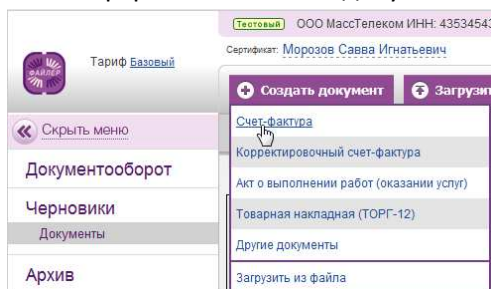 Тестовый ООО МассТелеком ИНН: 43534543
Сертификат: Морозов Савва Игнатьевич
ФАЙЛЕР
Тариф Базовый
Создать документ
Скрыть меню
Документооборот
Черновики
Документы
Архив
Счет-фактура
Корректировочный счет-фактура
Акт о выполнении работ (оказании услуг)
Товарная накладная (ТОРГ-12)
Другие документы
Загрузить из файла